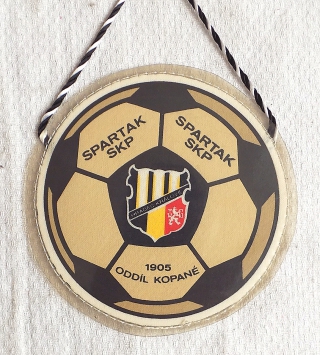 SPARTAK
SKP
SPARTAK
SKP
1905
ODDÍL KOPANÉ